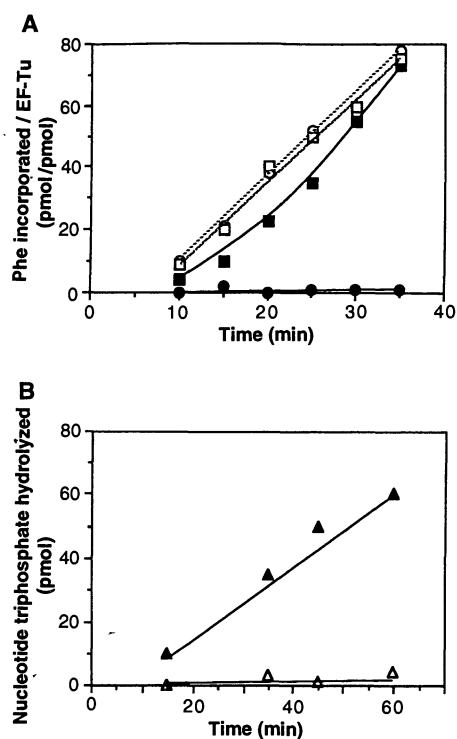 A
Phe incorporated / EF-Tu
(pmol/pmol)
80
60
40
20
0
0
10
20
30
40
Time (min)
B
Nucleotide triphosphate hydrolyzed
(pmol)
80
60
40
20
0
0
20
40
60
Time (min)